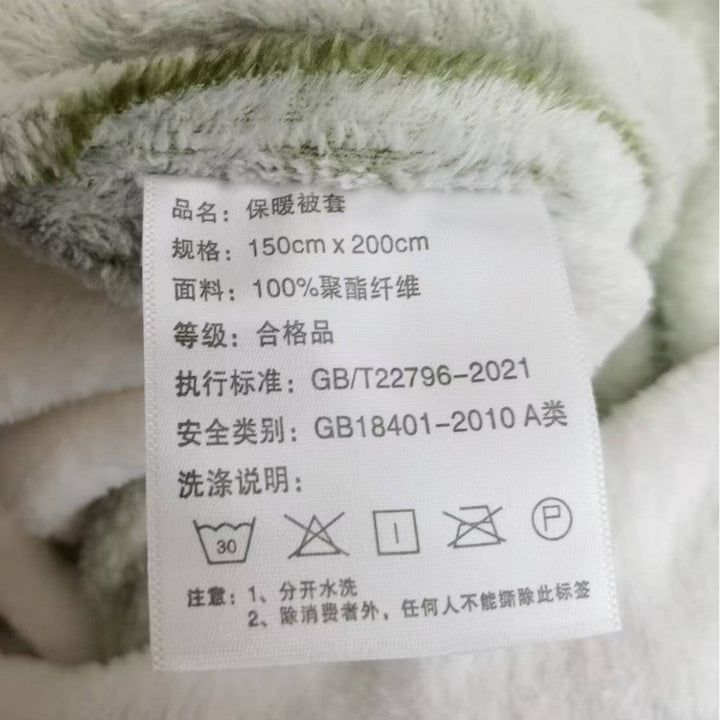 品名：保暖被套
规格：150cm x 200cm
面料：100%聚酯纤维
等级：合格品
执行标准：GB/T22796-2021
安全类别：GB18401-2010 A类
洗涤说明：
30
P
注意：1、分开水洗
2、除消费者外，任何人不能撕除此标签